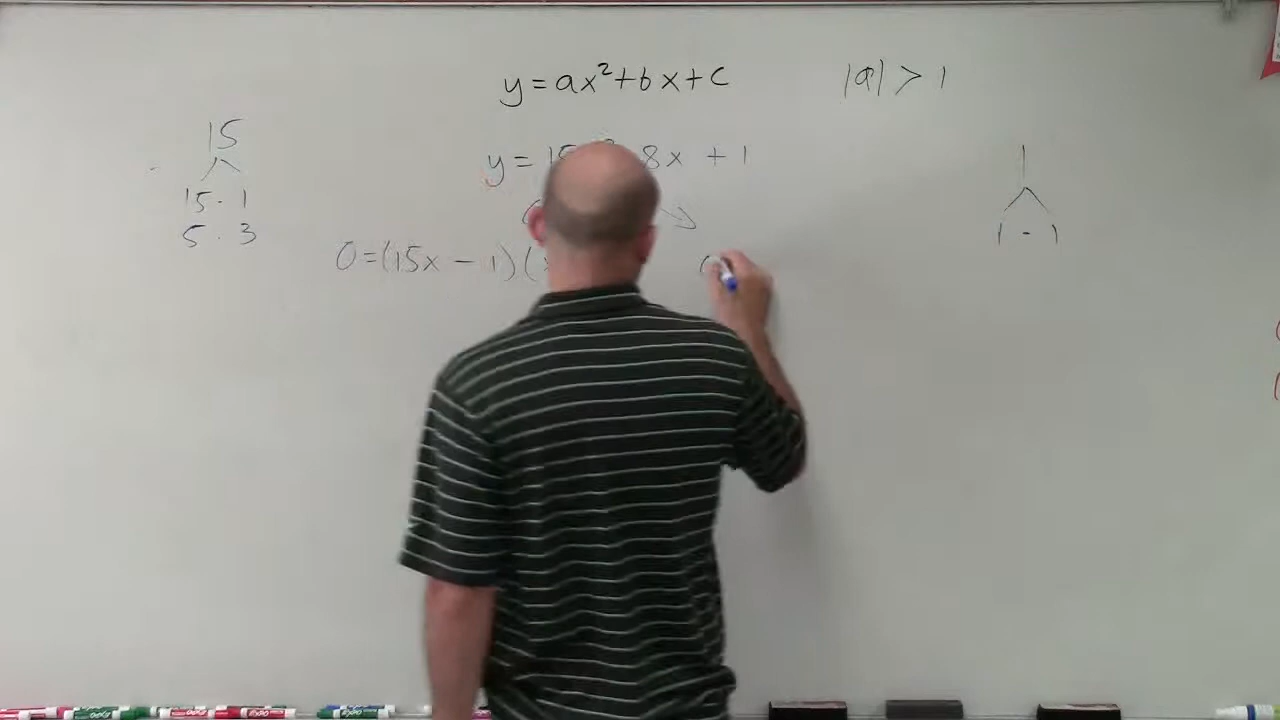 y = ax² + bx + c |a| > 1
15
15 · 1
5 · 3
y = 15 8x + 1
0 = (15x - 1)(
1
1 - 1